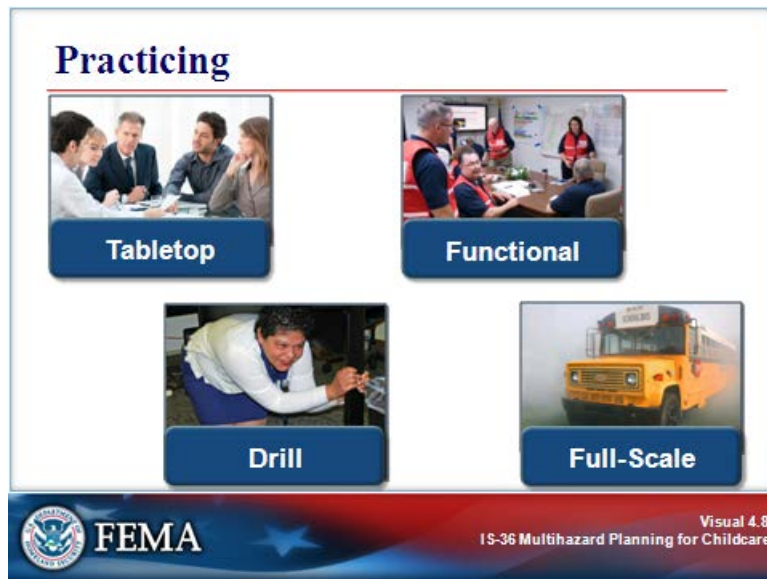 Practicing
Tabletop
Functional
Drill
Full-Scale
FEMA
Visual 4.8
IS-36 Multihazard Planning for Childcare